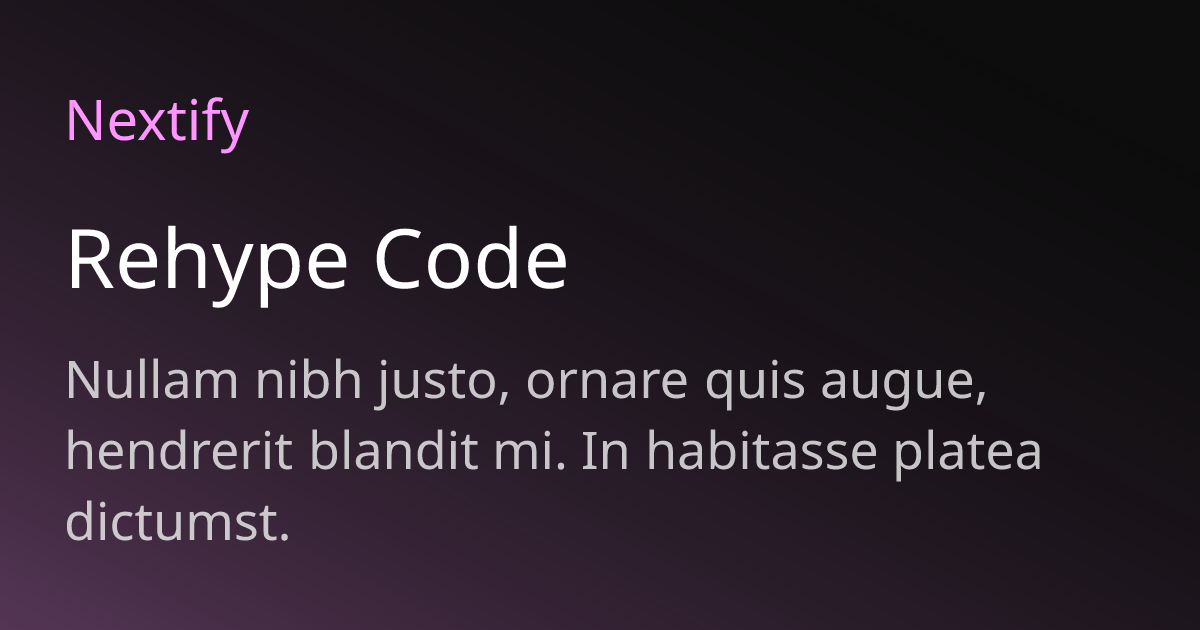 Nextify
Rehype Code
Nullam nibh justo, ornare quis augue,
hendrerit blandit mi. In habitasse platea
dictumst.